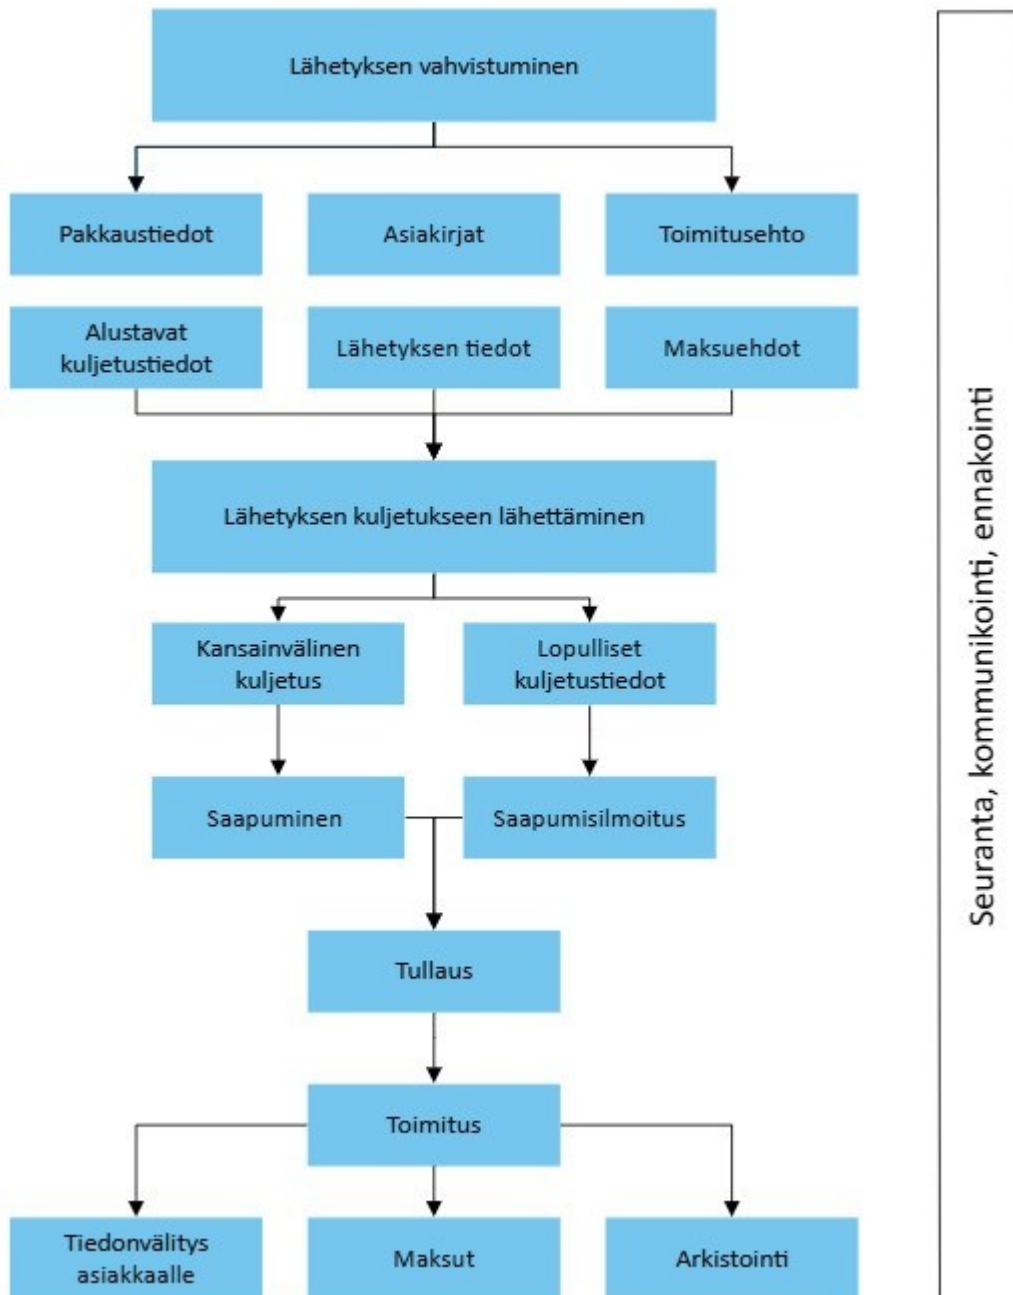 Lähetyksen vahvistuminen
Pakkaustiedot
Asiakirjat
Toimitusehto
Alustavat
kuljetustiedot
Lähetyksen tiedot
Maksuehdot
Lähetyksen kuljetukseen lähettäminen
Kansainvälinen
kuljetus
Lopulliset
kuljetustiedot
Saapuminen
Saapumisilmoitus
Tullaus
Toimitus
Tiedonvälitys
asiakkaalle
Maksut
Arkistointi
Seuranta, kommunikointi, ennakointi